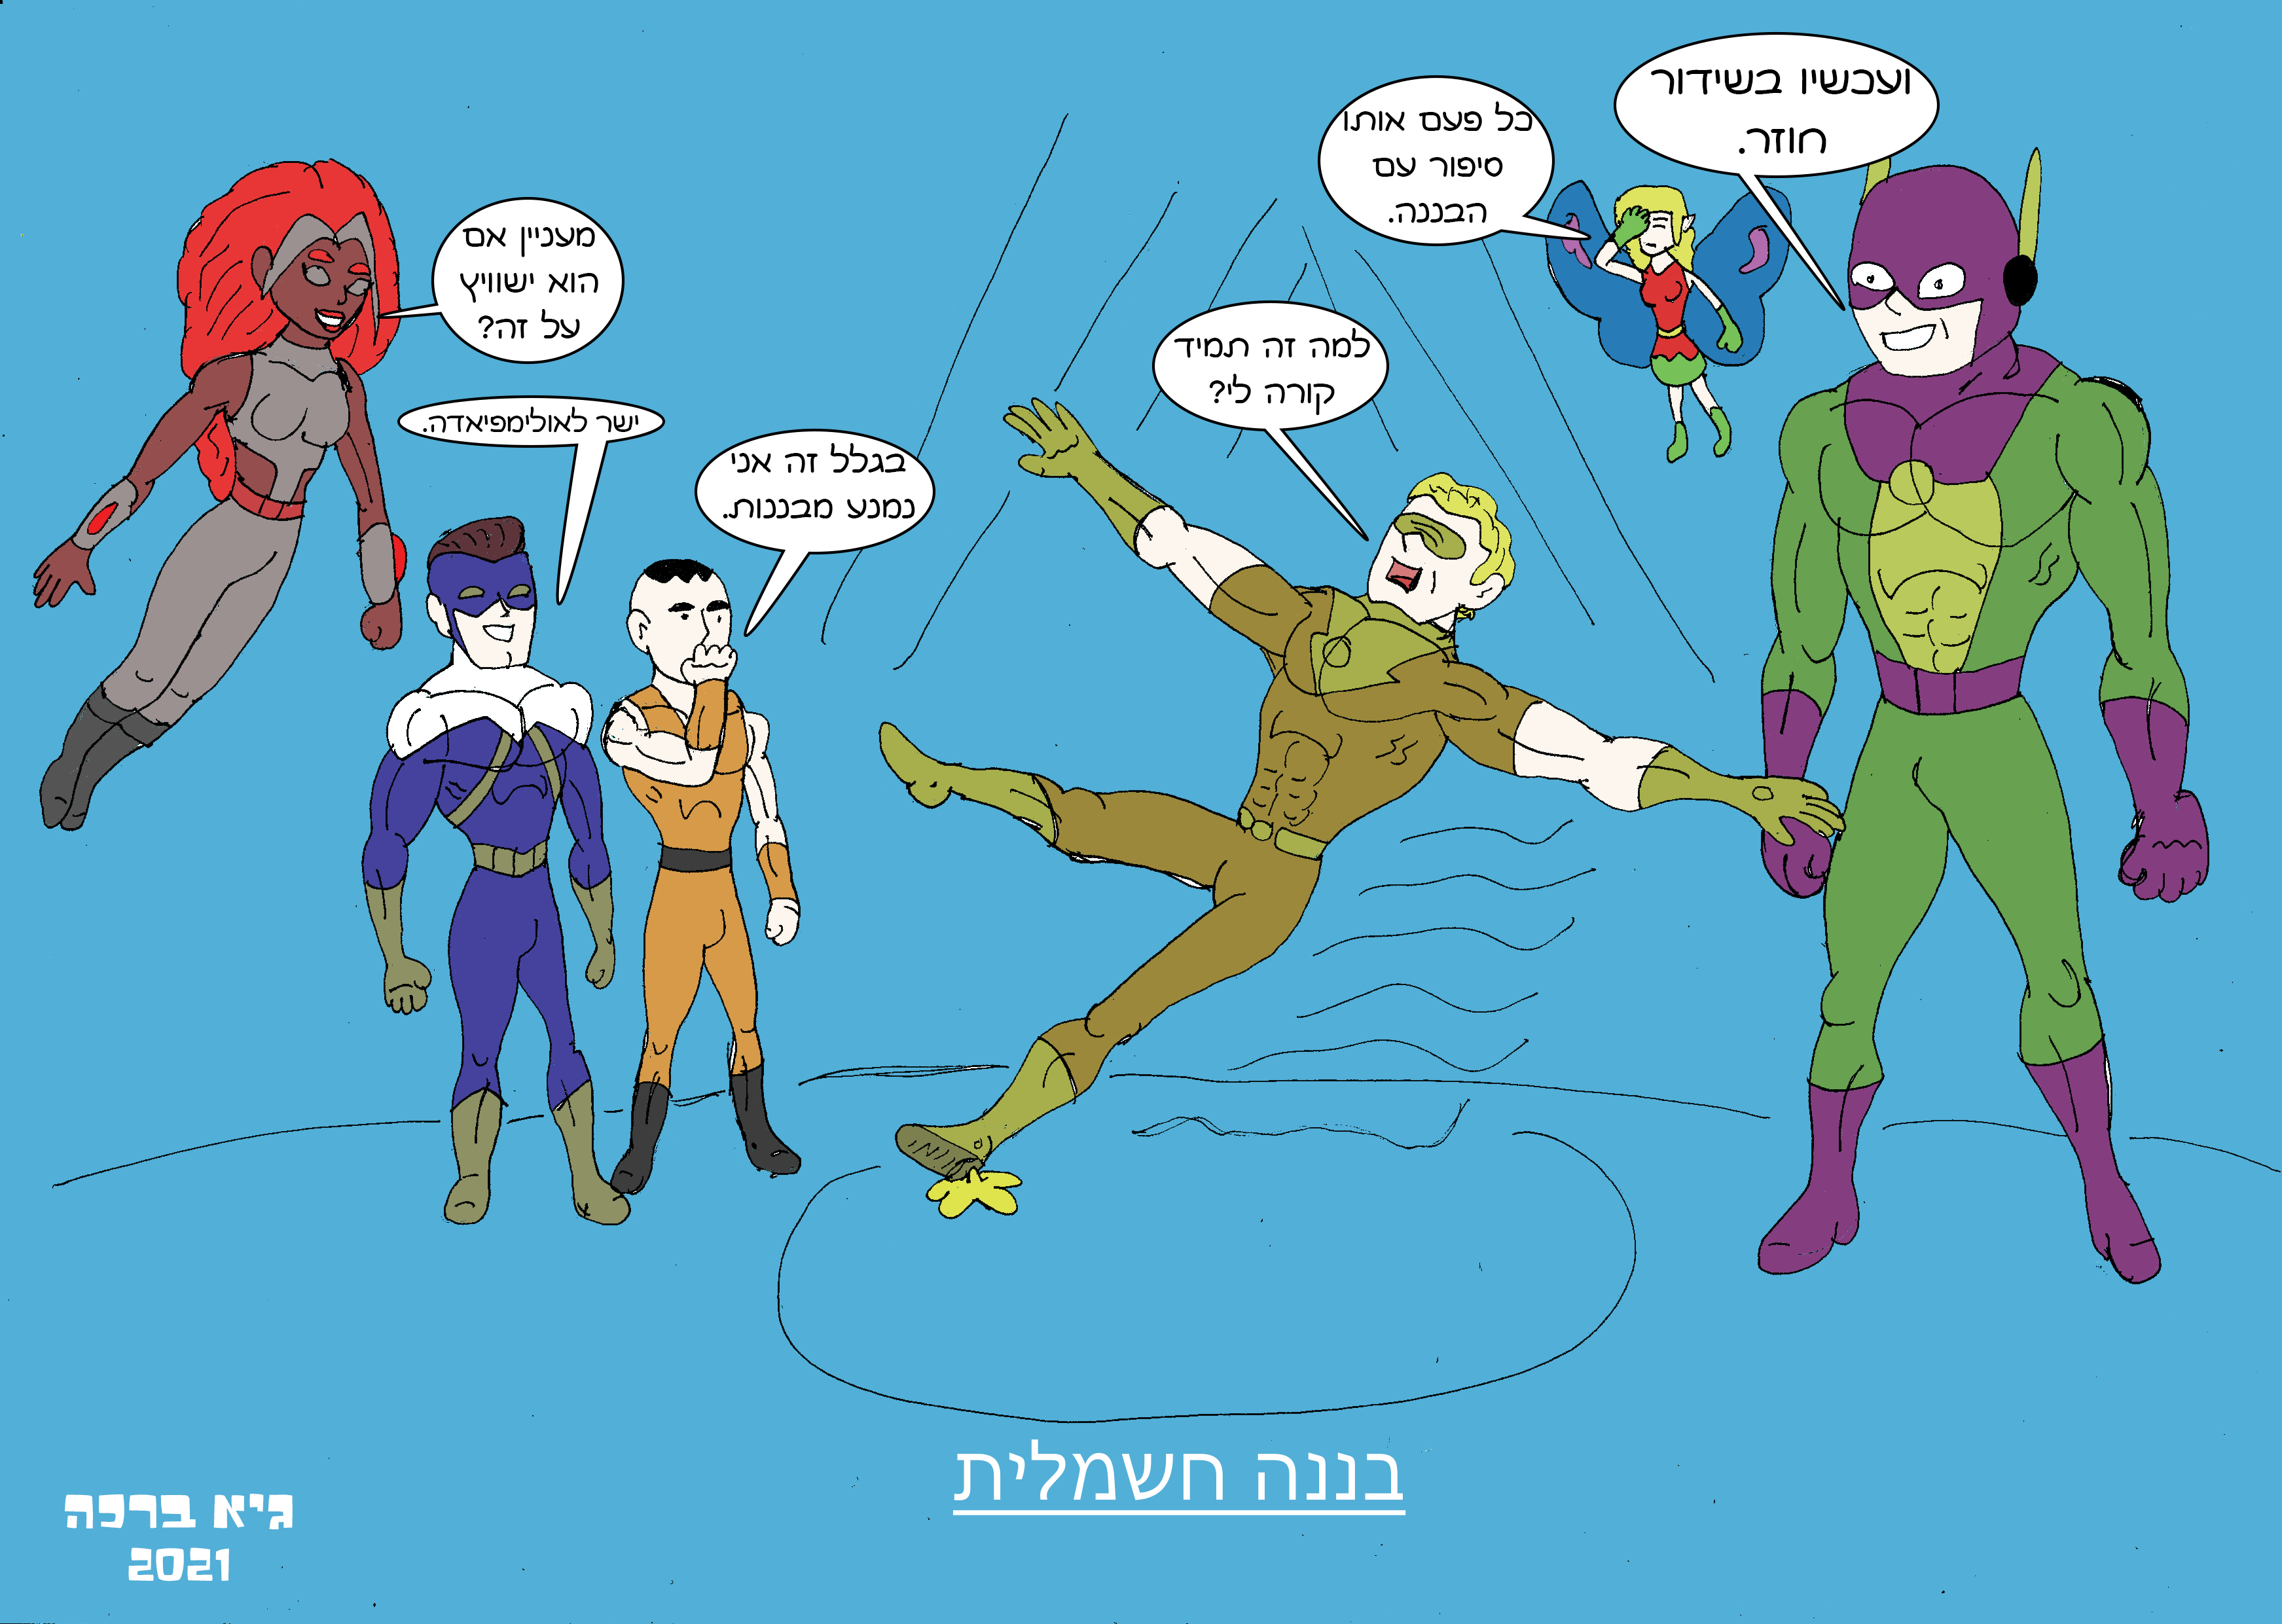 ועכשיו בשידור
חוזר.
כל פעם אותו
סיפור עם
הבננה.
למה זה תמיד
קורה לי?
בגלל זה אני
נמנע מבננות.
ישר לאולימפיאדה.
מעניין אם
הוא ישוויץ
על זה?
בננה חשמלית
גיא ברכה
2021